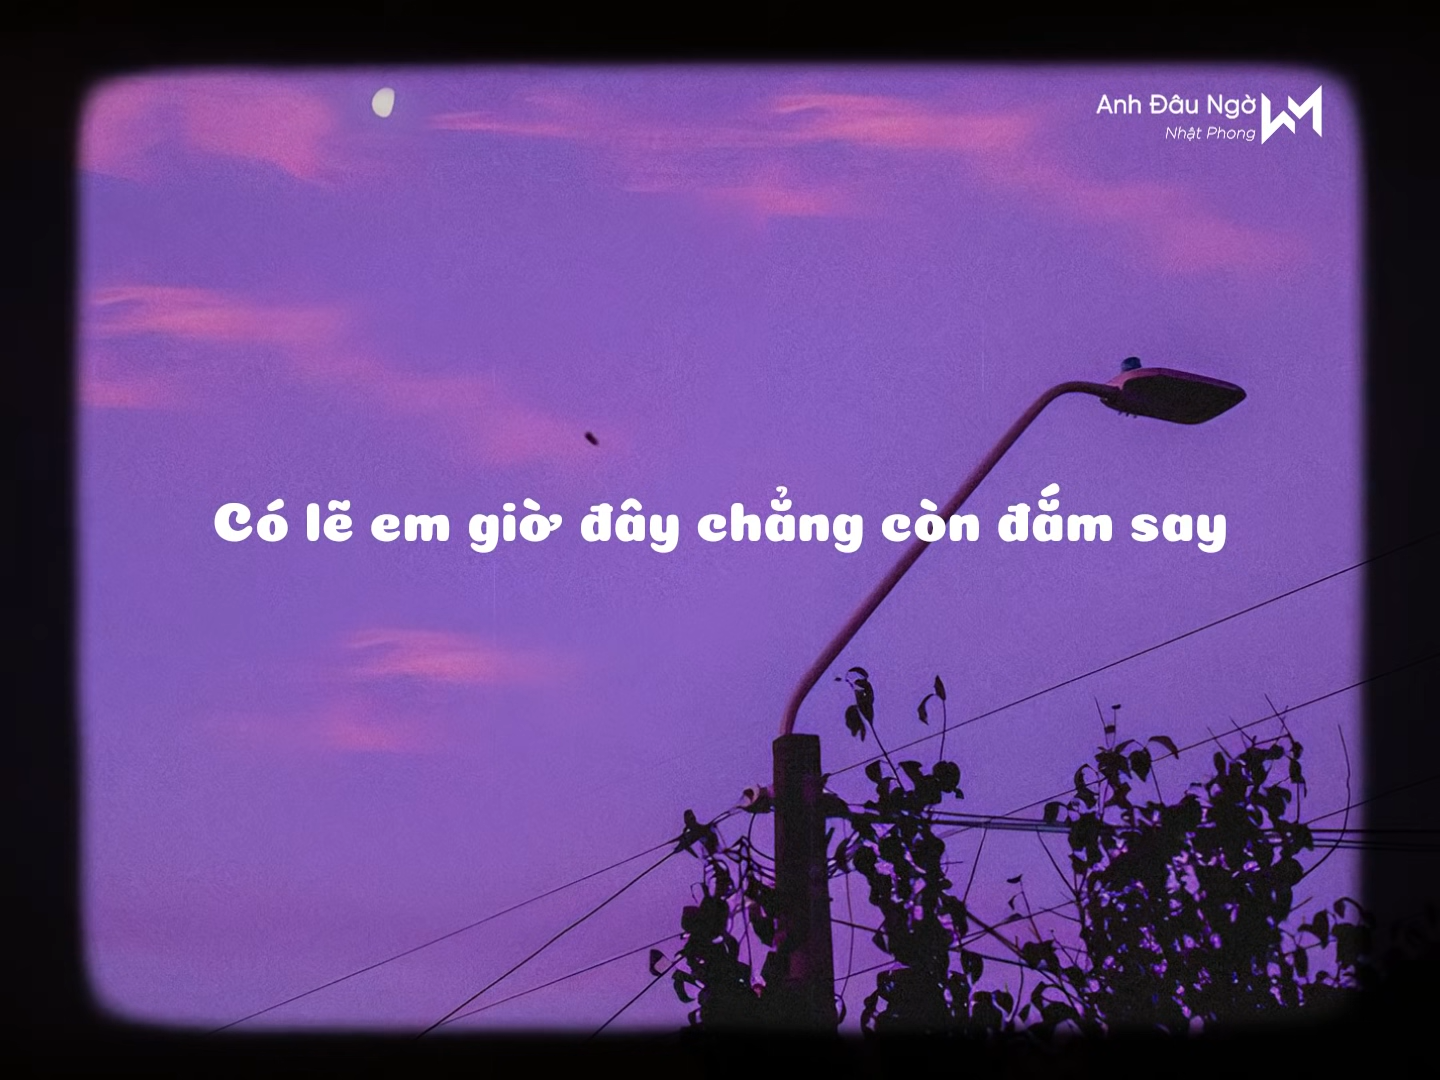 Anh Đâu Ngờ
Nhật Phong
Có lẽ em giờ đây chẳng còn đắm say